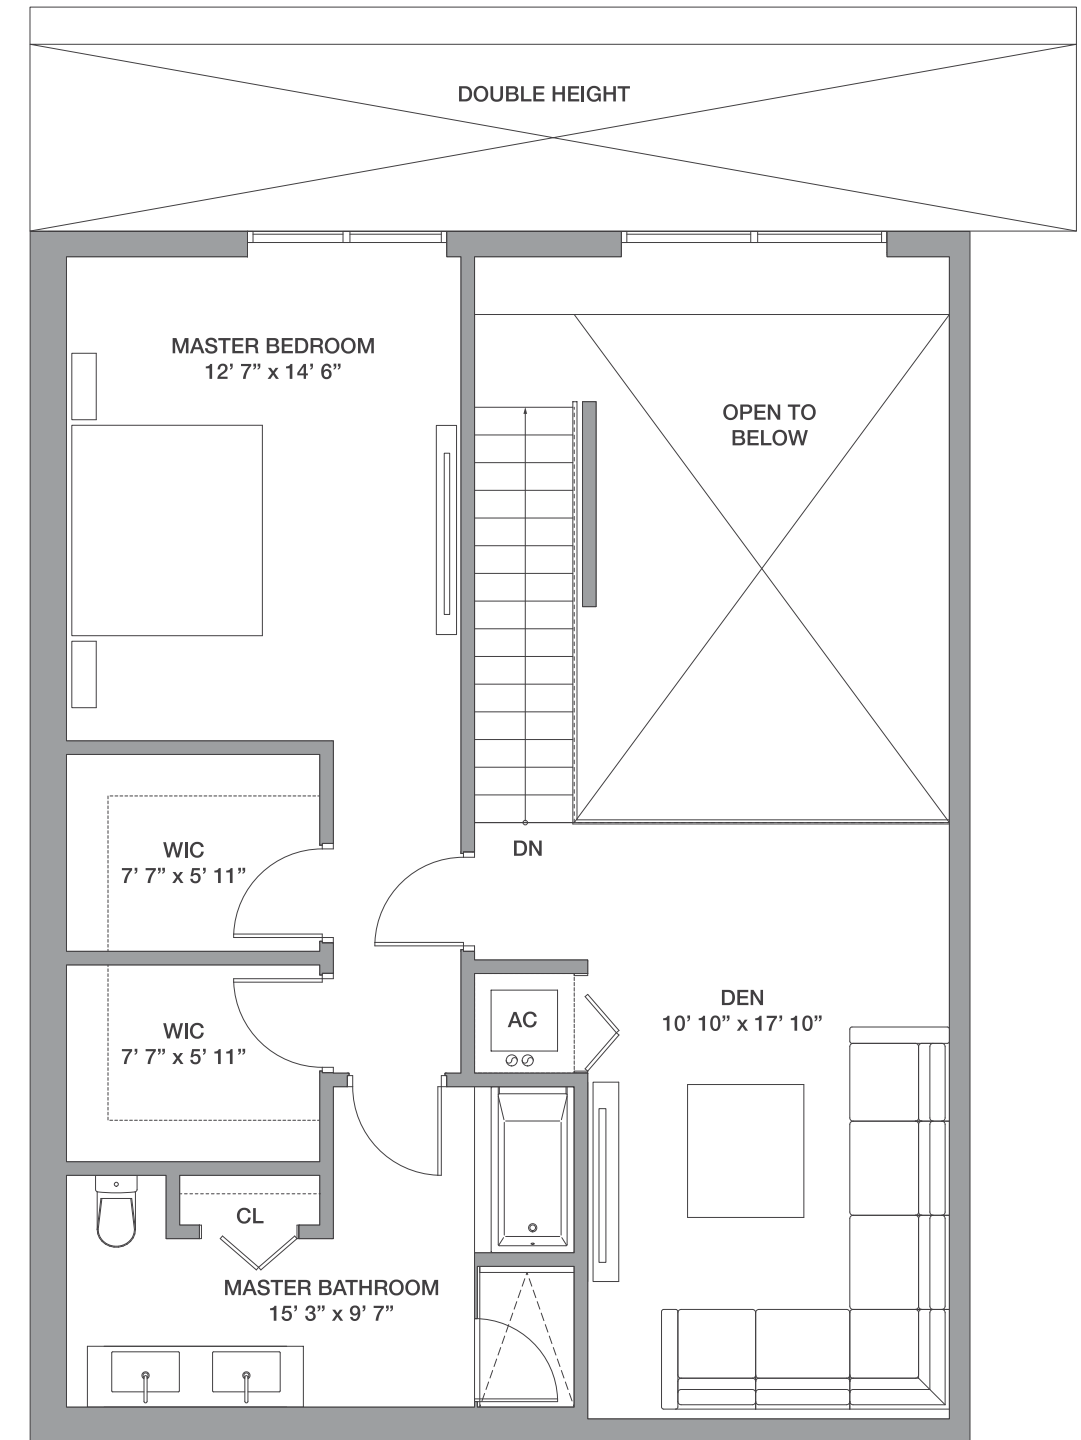 DOUBLE HEIGHT
MASTER BEDROOM
12’ 7” x 14’ 6”
OPEN TO
BELOW
DN
WIC
7’ 7” x 5’ 11”
WIC
7’ 7” x 5’ 11”
AC
DEN
10’ 10” x 17’ 10”
CL
MASTER BATHROOM
15’ 3” x 9’ 7”